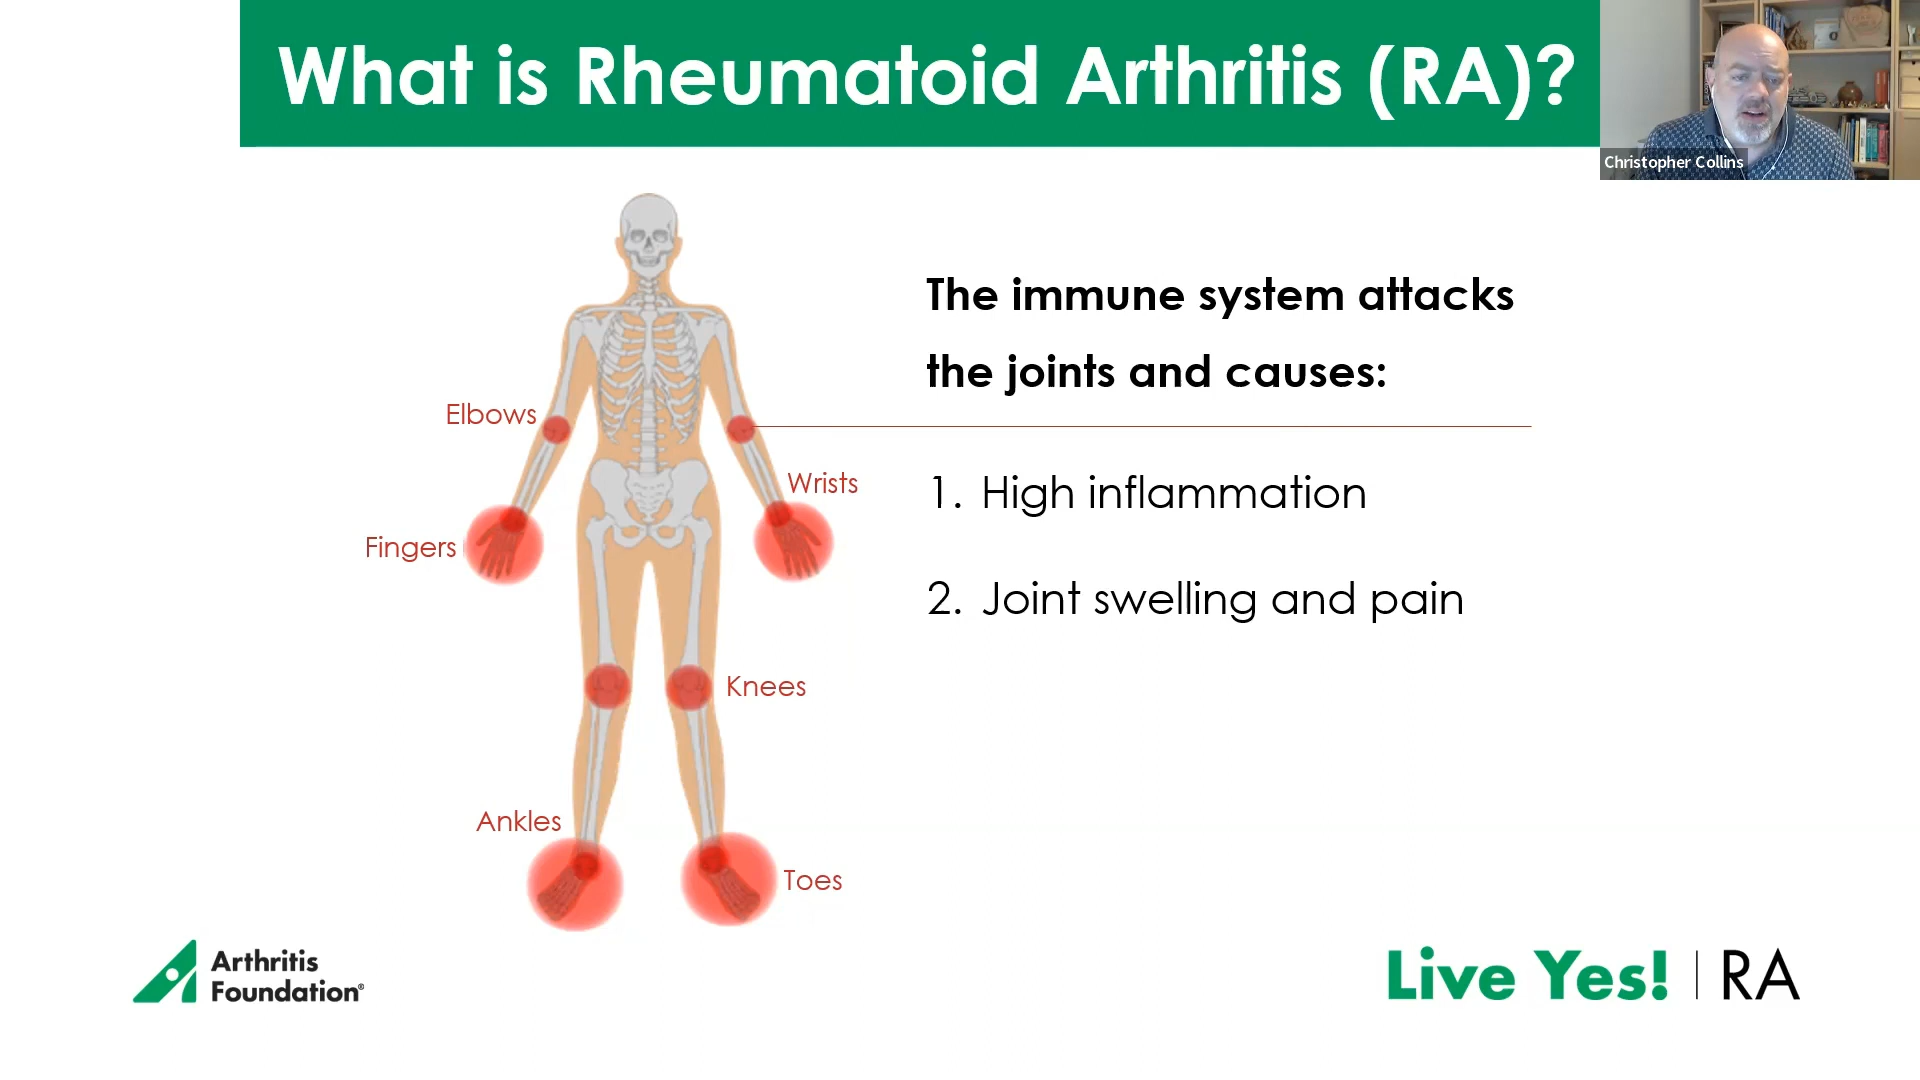 What is Rheumatoid Arthritis (RA)?
Christopher Collins
The immune system attacks
the joints and causes:
Elbows
Wrists
1. High inflammation
Fingers
2. Joint swelling and pain
Knees
Ankles
Toes
Arthritis
Foundation®
Live Yes! | RA